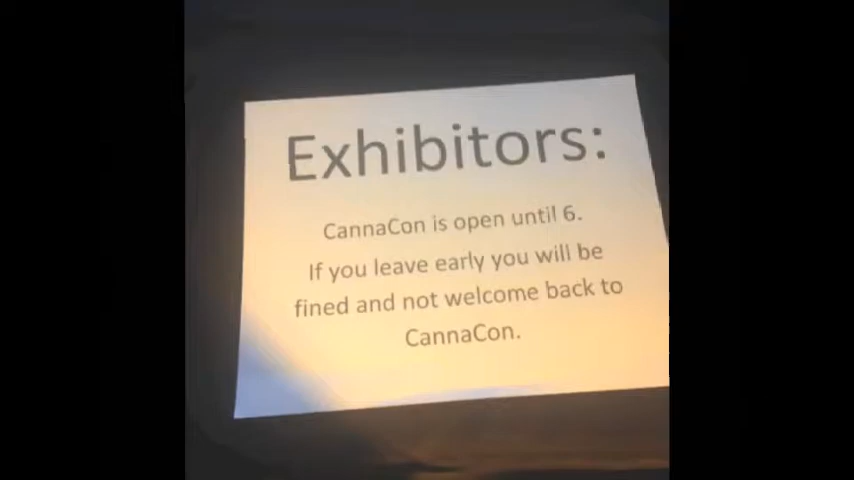 Exhibitors:
CannaCon is open until 6.
If you leave early you will be
fined and not welcome back to
CannaCon.